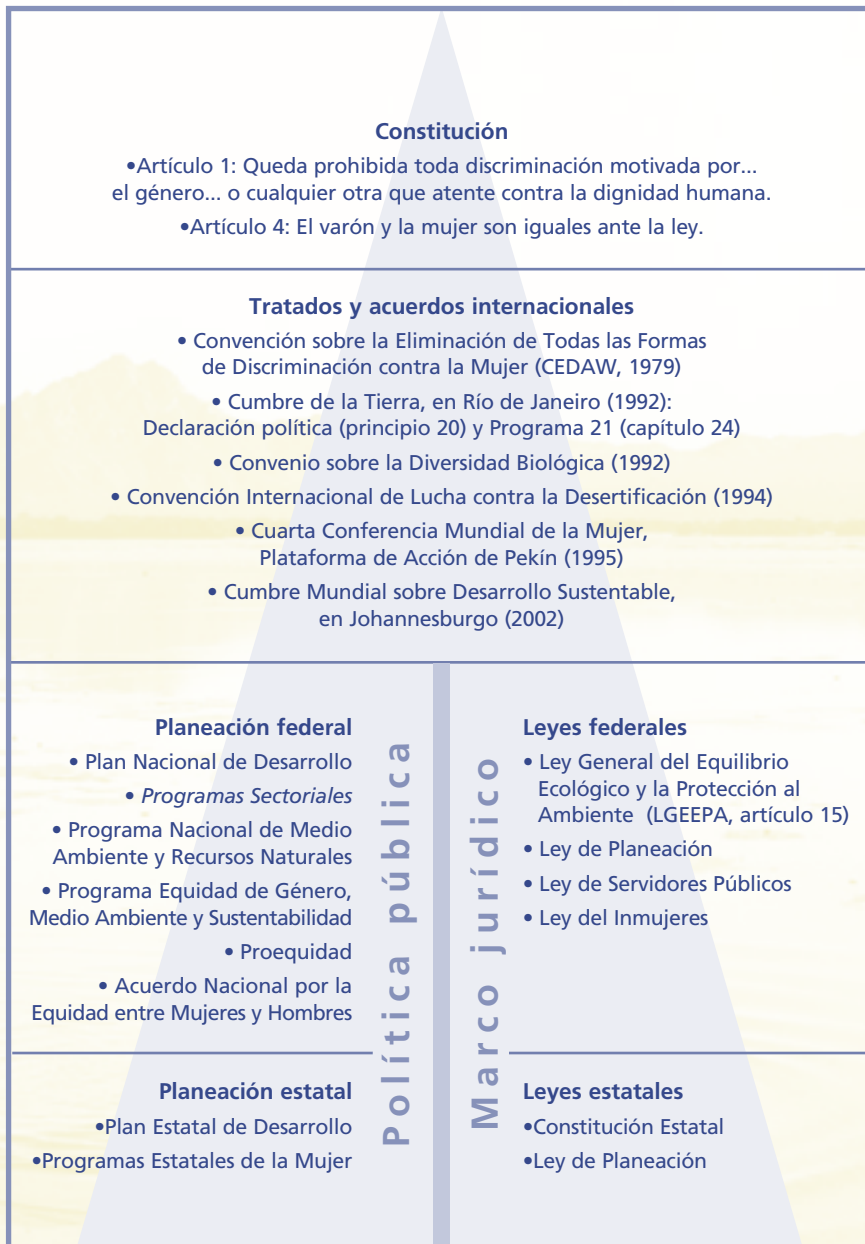 Constitución
•Artículo 1: Queda prohibida toda discriminación motivada por...
el género... o cualquier otra que atente contra la dignidad humana.
•Artículo 4: El varón y la mujer son iguales ante la ley.
Tratados y acuerdos internacionales
• Convención sobre la Eliminación de Todas las Formas
de Discriminación contra la Mujer (CEDAW, 1979)
• Cumbre de la Tierra, en Río de Janeiro (1992):
Declaración política (principio 20) y Programa 21 (capítulo 24)
• Convenio sobre la Diversidad Biológica (1992)
• Convención Internacional de Lucha contra la Desertificación (1994)
• Cuarta Conferencia Mundial de la Mujer,
Plataforma de Acción de Pekín (1995)
• Cumbre Mundial sobre Desarrollo Sustentable,
en Johannesburgo (2002)
Política pública
Planeación federal
• Plan Nacional de Desarrollo
• Programas Sectoriales
• Programa Nacional de Medio
Ambiente y Recursos Naturales
• Programa Equidad de Género,
Medio Ambiente y Sustentabilidad
• Proequidad
• Acuerdo Nacional por la
Equidad entre Mujeres y Hombres
Planeación estatal
•Plan Estatal de Desarrollo
•Programas Estatales de la Mujer
Marco jurídico
Leyes federales
• Ley General del Equilibrio
Ecológico y la Protección al
Ambiente (LGEEPA, artículo 15)
• Ley de Planeación
• Ley de Servidores Públicos
• Ley del Inmujeres
Leyes estatales
•Constitución Estatal
•Ley de Planeación